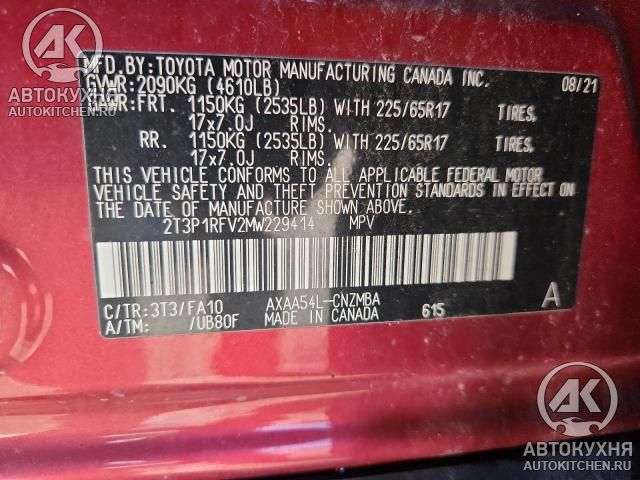 MFD.BY:TOYOTA MOTOR MANUFACTURING CANADA INC. 08/21
GVWR:2090KG (4610LB)
GAWR:FRT. 1150KG (2535LB) WITH 225/65R17 TIRES,
17x7.0J RIMS.
RR. 1150KG (2535LB) WITH 225/65R17 TIRES,
17x7.0J RIMS.
THIS VEHICLE CONFORMS TO ALL APPLICABLE FEDERAL MOTOR
VEHICLE SAFETY AND THEFT PREVENTION STANDARDS IN EFFECT
ON THE DATE OF MANUFACTURE SHOWN ABOVE.
2T3P1RFV2MW229414 MPV
C/TR:3T3/FA10 AXAA54L-CNZMBA 615 A
A/TM: /UB80F MADE IN CANADA
АК
АВТОКУХНЯ
AUTOKITCHEN.RU
АК
АВТОКУХНЯ
AUTOKITCHEN.RU